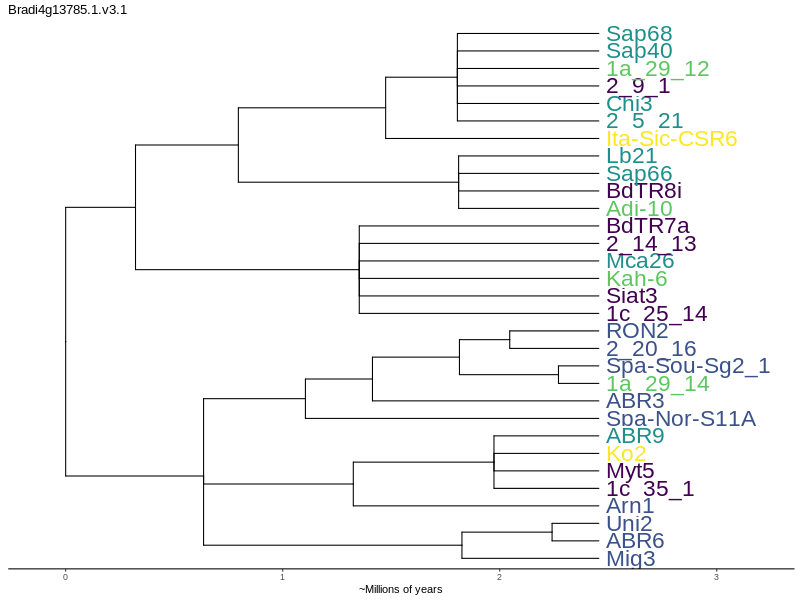 Bradi4g13785.1.v3.1
Sap68
Sap40
1a_29_12
2_9_1
Chi3
2_5_21
Ita-Sic-CSR6
Lb21
Sap66
BdTR8i
Adi-10
BdTR7a
2_14_13
Mca26
Kah-6
Siat3
1c_25_14
RON2
2_20_16
Spa-Sou-Sg2_1
1a_29_14
ABR3
Spa-Nor-S11A
ABR9
Ko2
Myt5
1c_35_1
Arn1
Uni2
ABR6
Mig3
0 1 2 3
~Millions of years